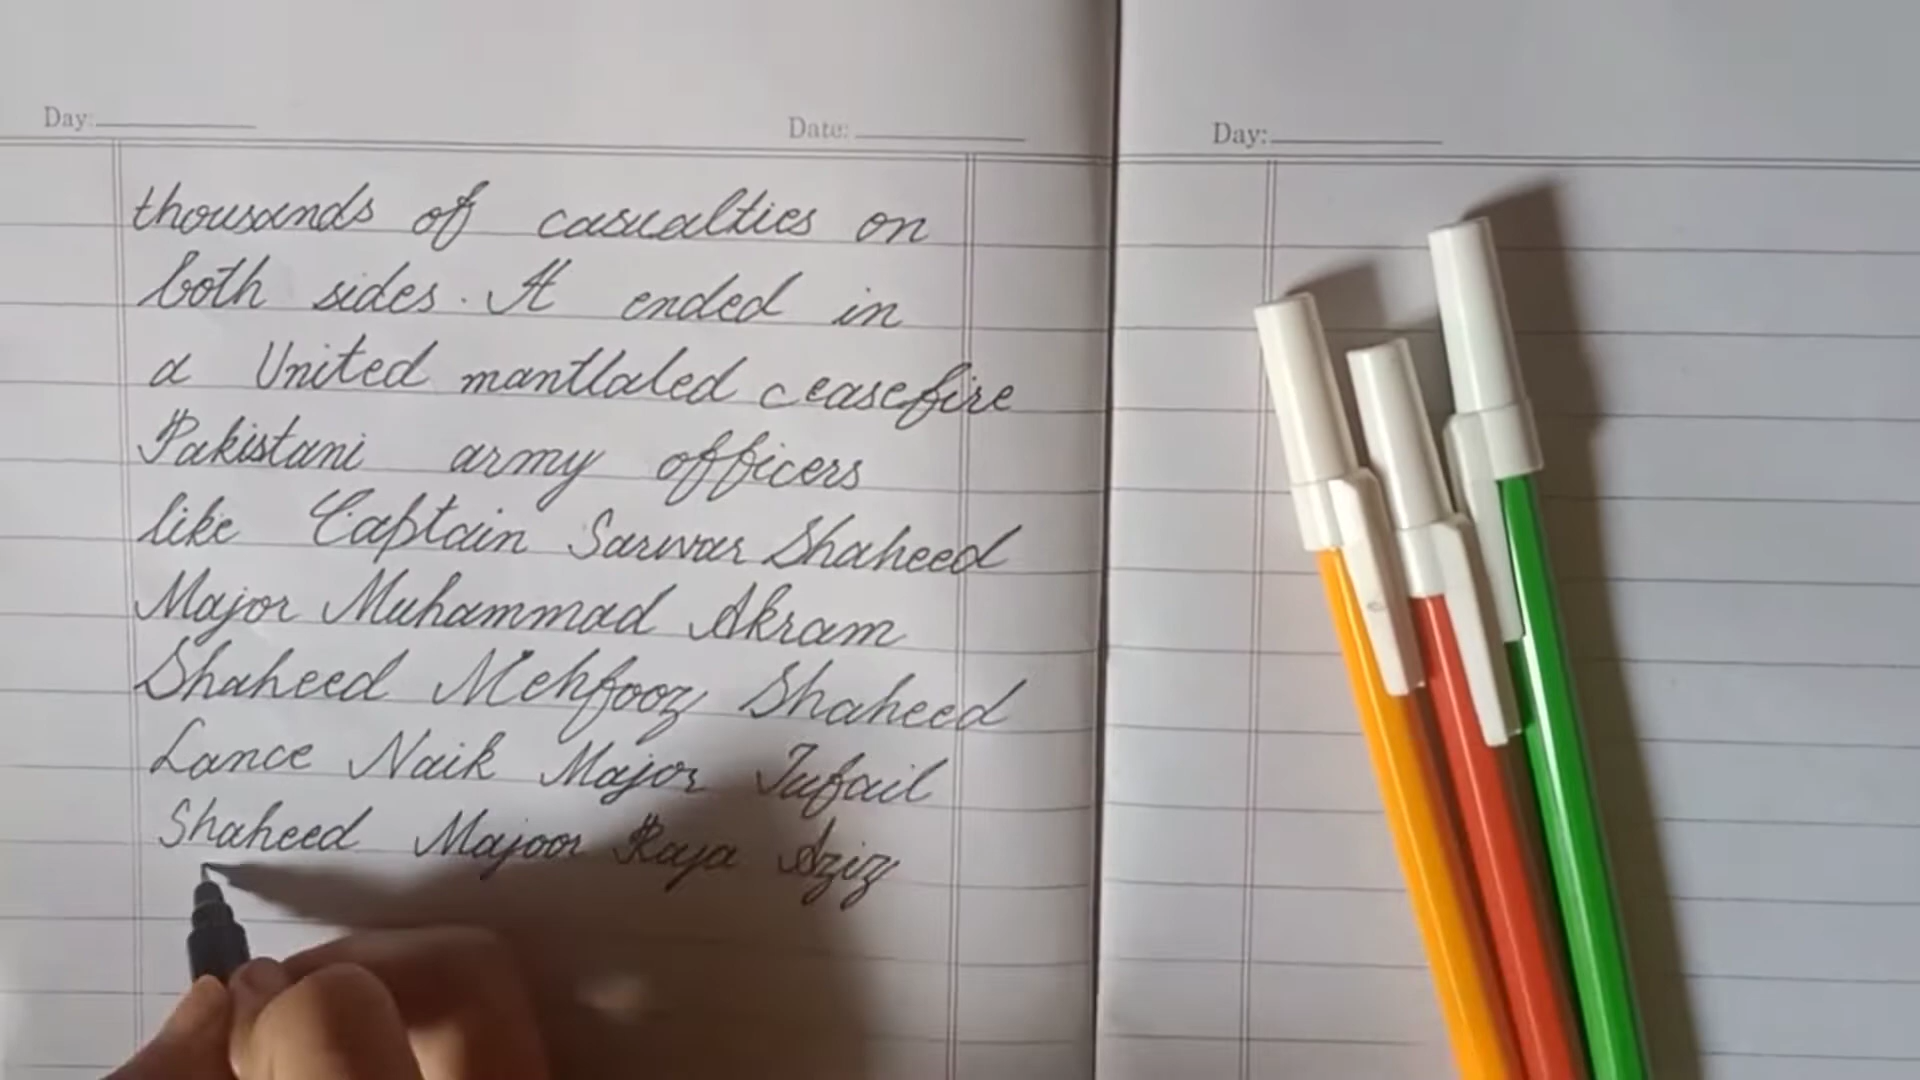 Day: Date: Day:
thousands of casualties on
both sides. It ended in
a United mantlaled ceasefire
Pakistani army officers
like Captain Sarwar Shaheed
Major Muhammad Akram
Shaheed Mehfooz Shaheed
Lance Naik Major Tufail
Shaheed Majoor Raja Aziz